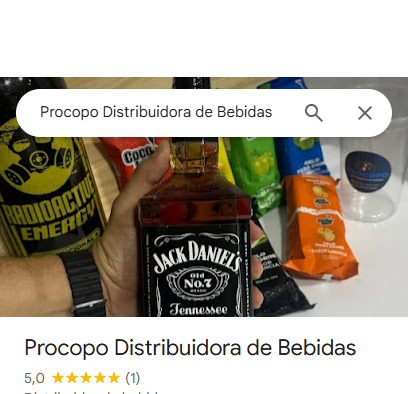 Procopo Distribuidora de Bebidas
COCO
RADIOACTIVE
ENERGY
JACK DANIEL'S
Old
No.7
BRAND
Tennessee
Procopo Distribuidora de Bebidas
5,0 ★★★★★ (1)